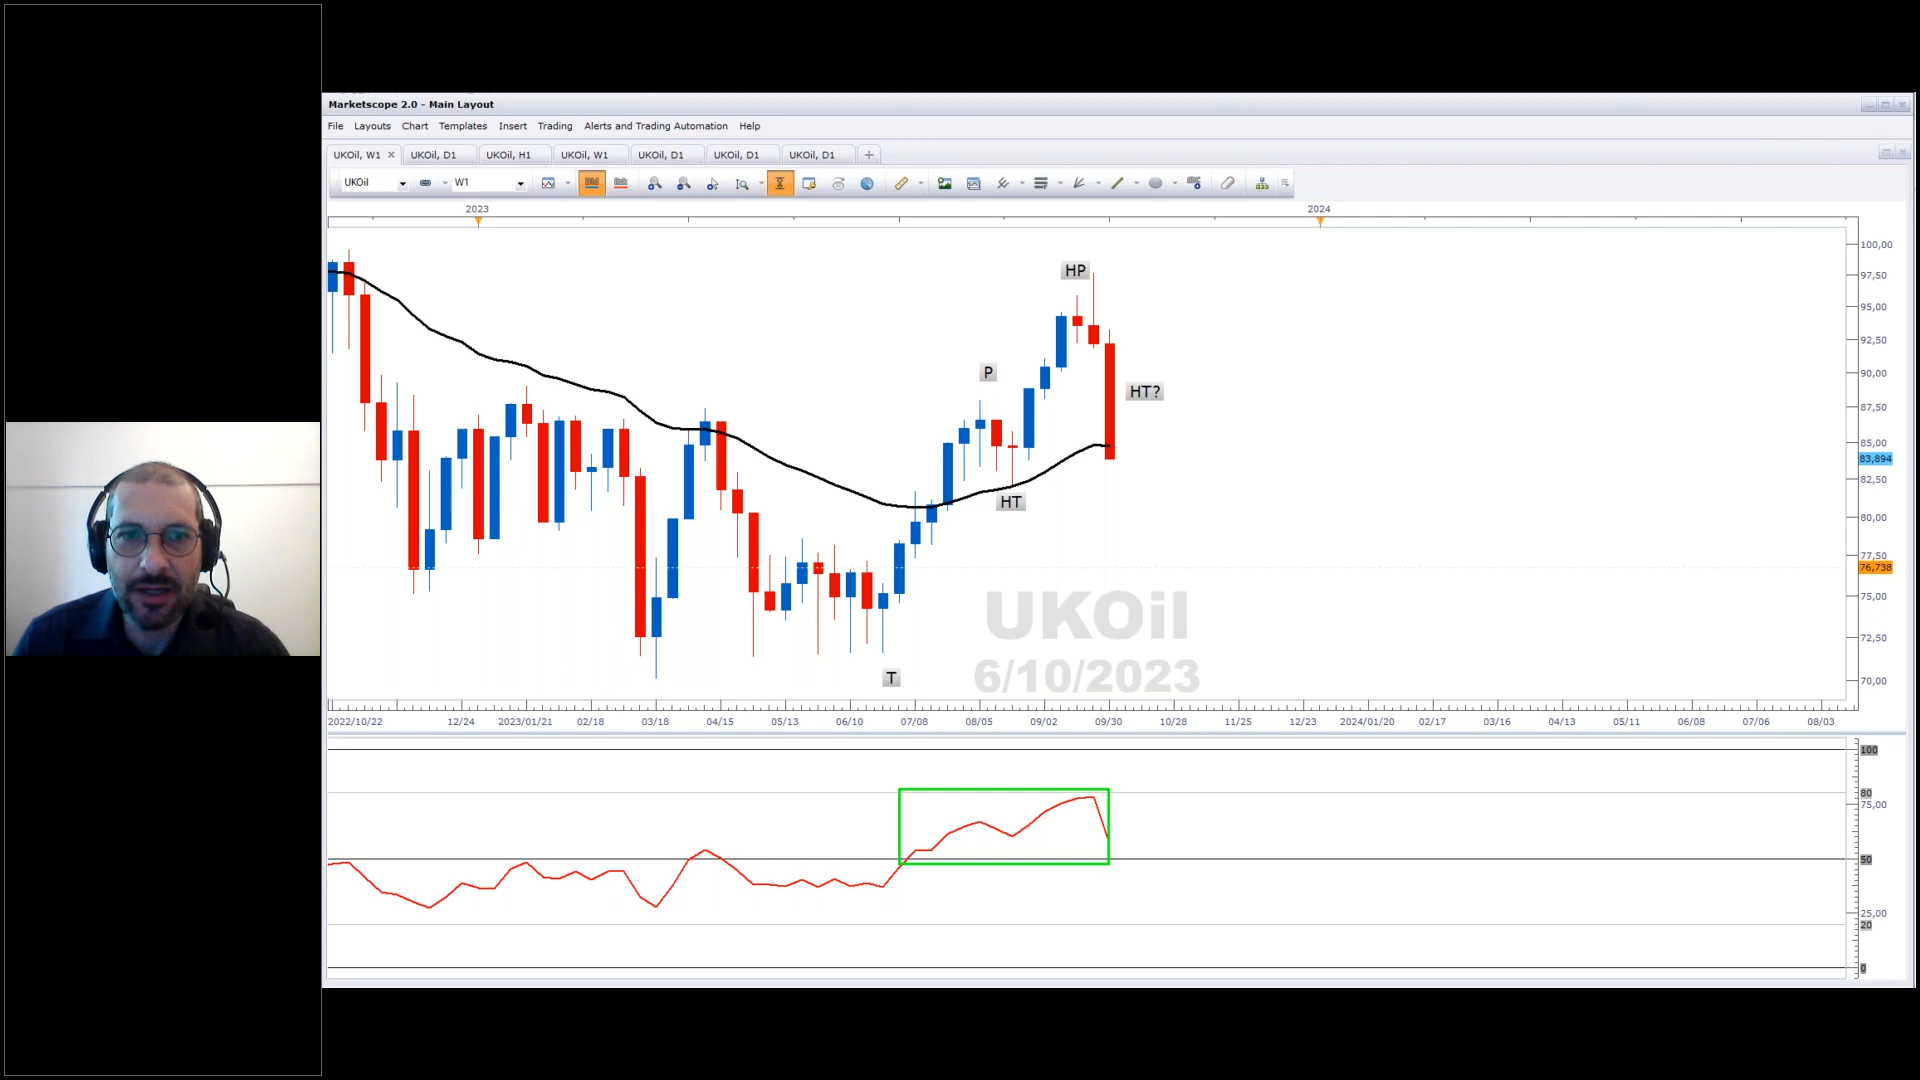 Marketscope 2.0 - Main Layout
File Layouts Chart Templates Insert Trading Alerts and Trading Automation Help
UKOil, W1 UKOil, D1 UKOil, H1 UKOil, W1 UKOil, D1 UKOil, D1 UKOil, D1
UKOil W1
2023 2024
100,00
97,50
95,00
92,50
90,00
87,50
85,00
83,894
82,50
80,00
77,50
76,738
75,00
72,50
70,00
HP
P
HT?
HT
T
UKOil
6/10/2023
2022/10/22 12/24 2023/01/21 02/18 03/18 04/15 05/13 06/10 07/08 08/05 09/02 09/30 10/28 11/25 12/23 2024/01/20 02/17 03/16 04/13 05/11 06/08 07/06 08/03
100
80
75,00
50
25,00
20
0